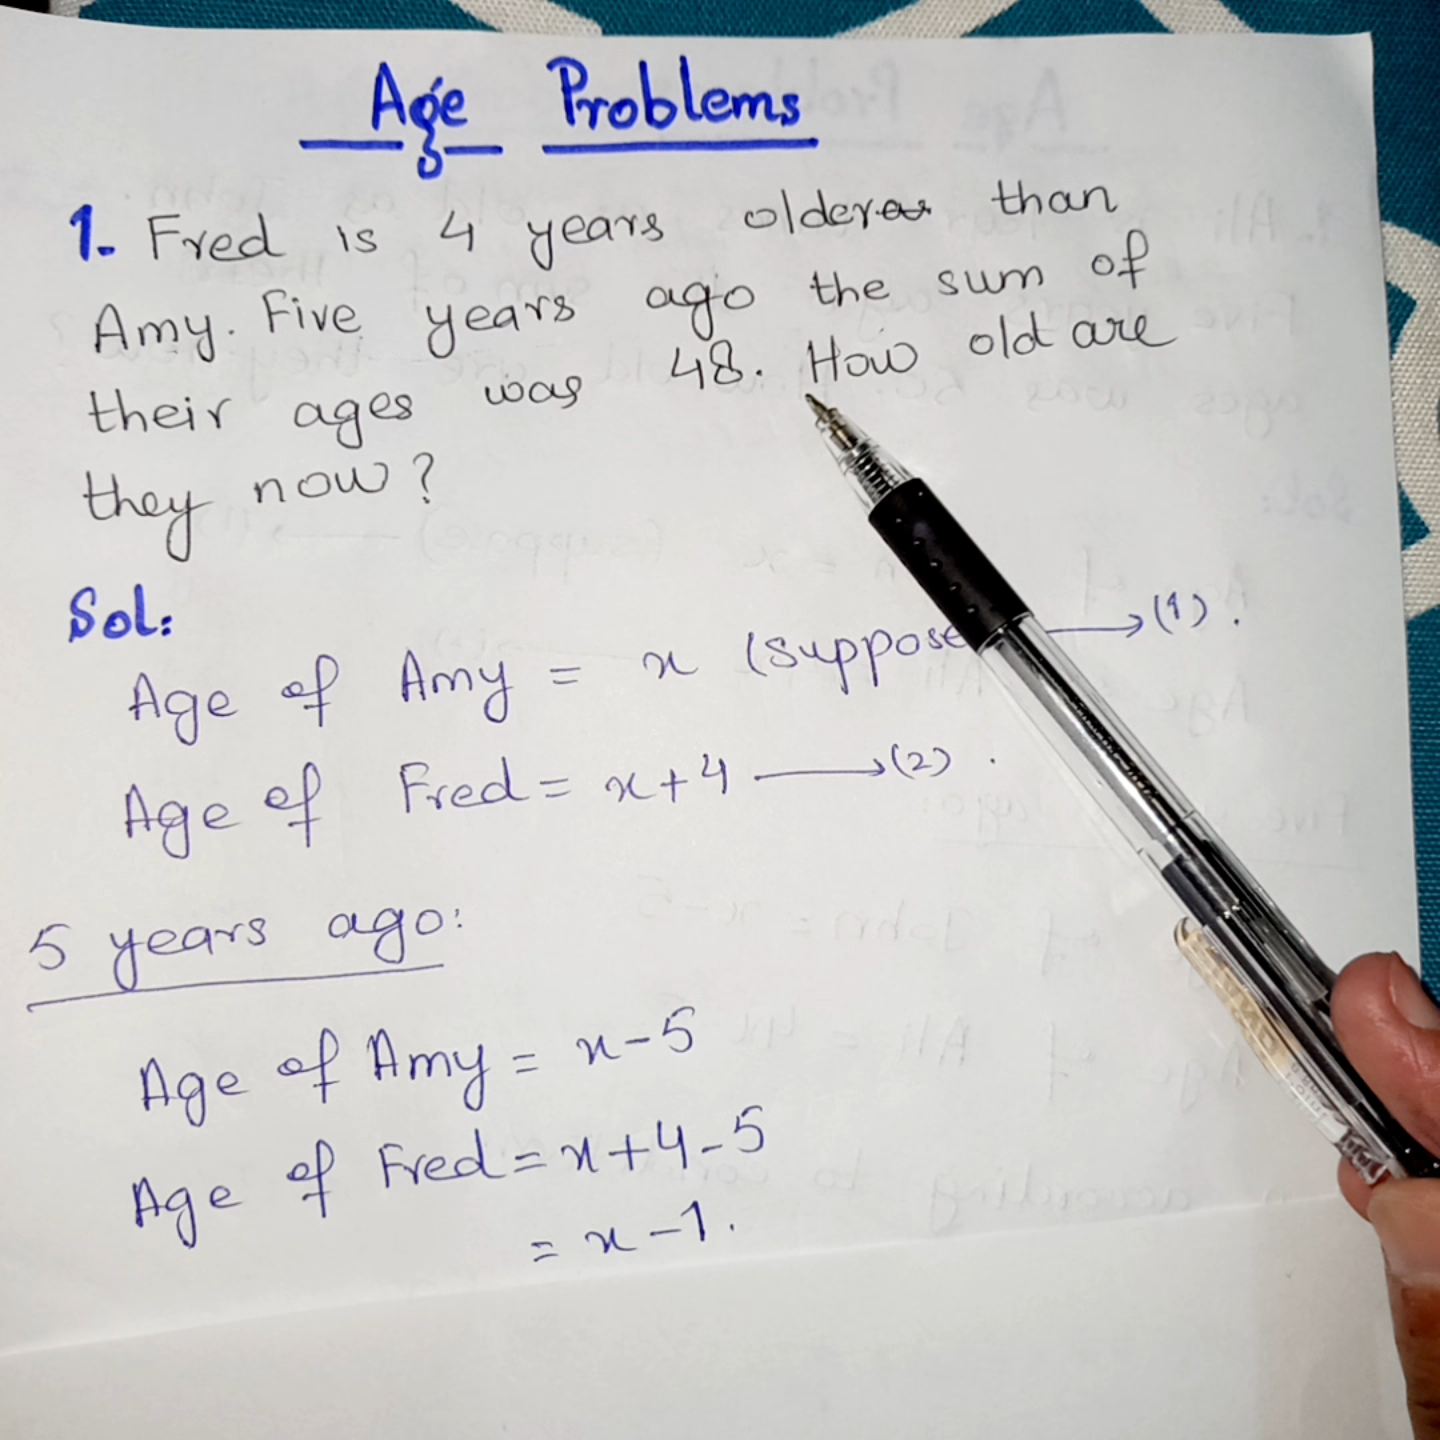 Age Problems
1. Fred is 4 years older than
Amy. Five years ago the sum of
their ages was 48. How old are
they now?
Sol:
Age of Amy = x (suppose →(1).
Age of Fred = x+4 →(2).
5 years ago:
Age of Amy = x-5
Age of Fred = x+4-5
= x-1.